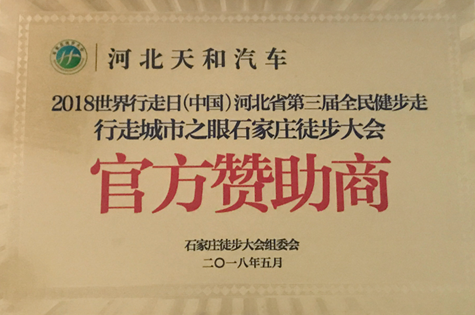 河北天和汽车
2018世界行走日(中国)河北省第三届全民健步走
行走城市之眼石家庄徒步大会
官方赞助商
石家庄徒步大会组委会
二〇一八年五月